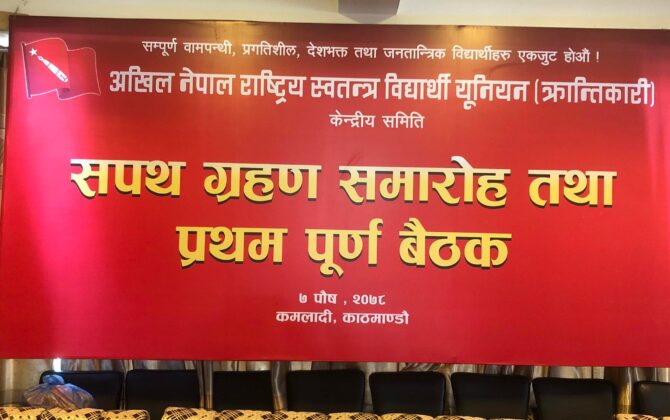 सम्पूर्ण वामपन्थी, प्रगतिशील, देशभक्त तथा जनतान्त्रिक विद्यार्थीहरु एकजुट होऔं !
अखिल नेपाल राष्ट्रिय स्वतन्त्र विद्यार्थी यूनियन (क्रान्तिकारी)
केन्द्रीय समिति
सपथ ग्रहण समारोह तथा
प्रथम पूर्ण बैठक
७ पौष , २०७८
कमलादी, काठमाण्डौ